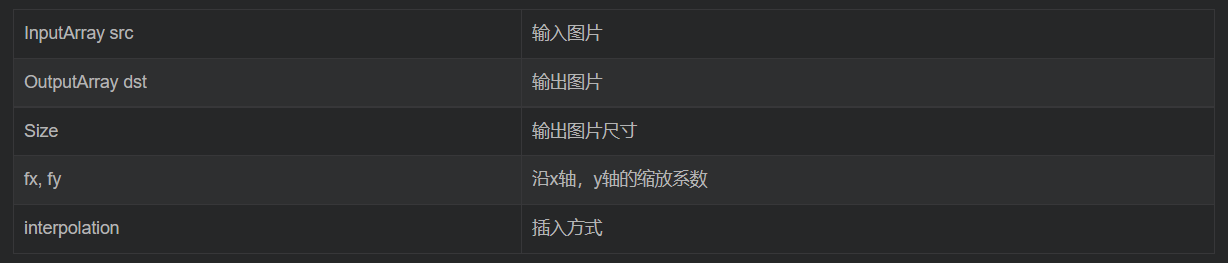 InputArray src 输入图片
OutputArray dst 输出图片
Size 输出图片尺寸
fx, fy 沿x轴，y轴的缩放系数
interpolation 插入方式